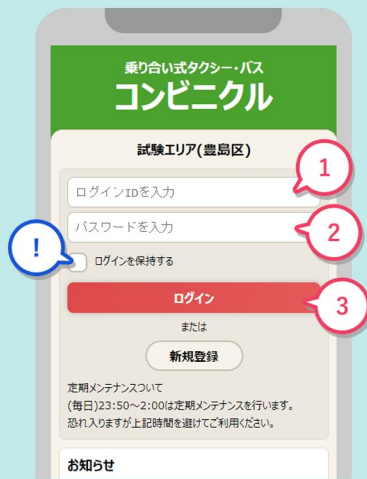 乗り合い式タクシー・バス
コンビニクル
試験エリア(豊島区)
1
ログインIDを入力
パスワードを入力
2
!
ログインを保持する
ログイン
3
または
新規登録
定期メンテナンスついて
(毎日)23:50～2:00は定期メンテナンスを行います。
恐れ入りますが上記時間を避けてご利用ください。
お知らせ